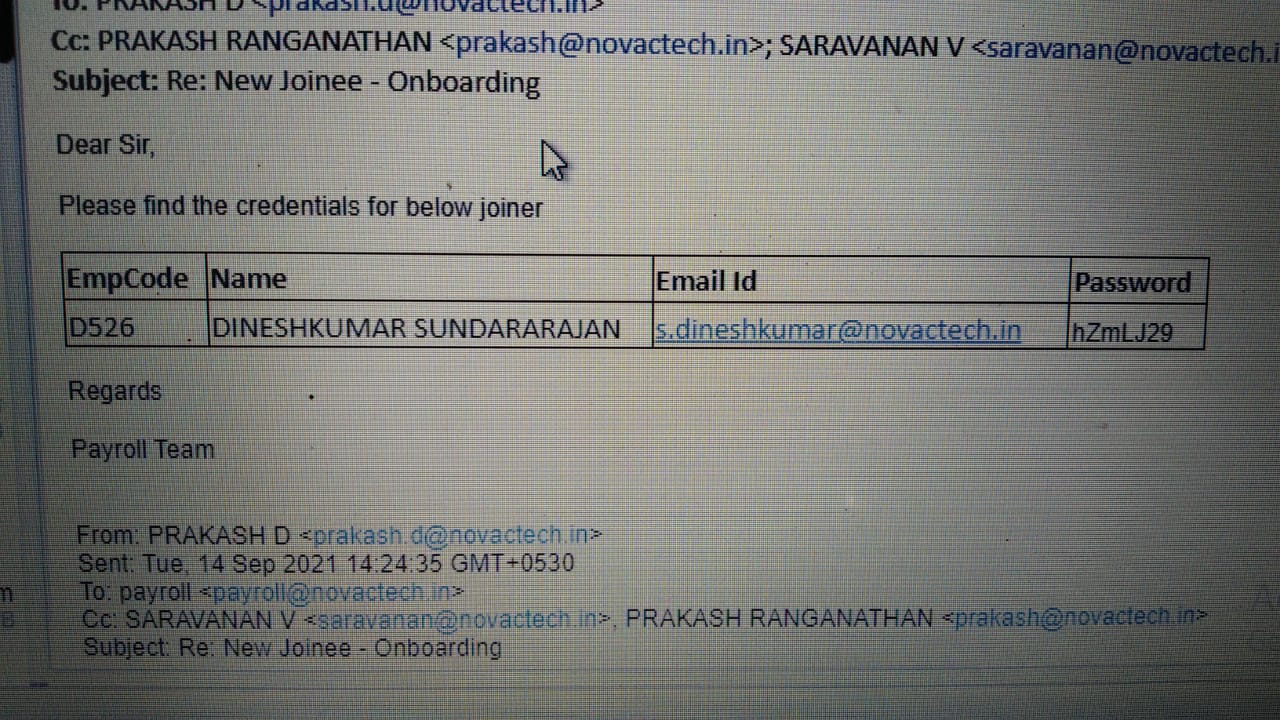 To: PRAKASH D <prakash.d@novactech.in>
Cc: PRAKASH RANGANATHAN <prakash@novactech.in>; SARAVANAN V <saravanan@novactech.i
Subject: Re: New Joinee - Onboarding
Dear Sir,
Please find the credentials for below joiner
EmpCode Name Email Id Password
D526 DINESHKUMAR SUNDARARAJAN s.dineshkumar@novactech.in hZmLJ29
Regards
Payroll Team
From: PRAKASH D <prakash.d@novactech.in>
Sent: Tue, 14 Sep 2021 14:24:35 GMT+0530
To: payroll <payroll@novactech.in>
Cc: SARAVANAN V <saravanan@novactech.in>, PRAKASH RANGANATHAN <prakash@novactech.in>
Subject: Re: New Joinee - Onboarding